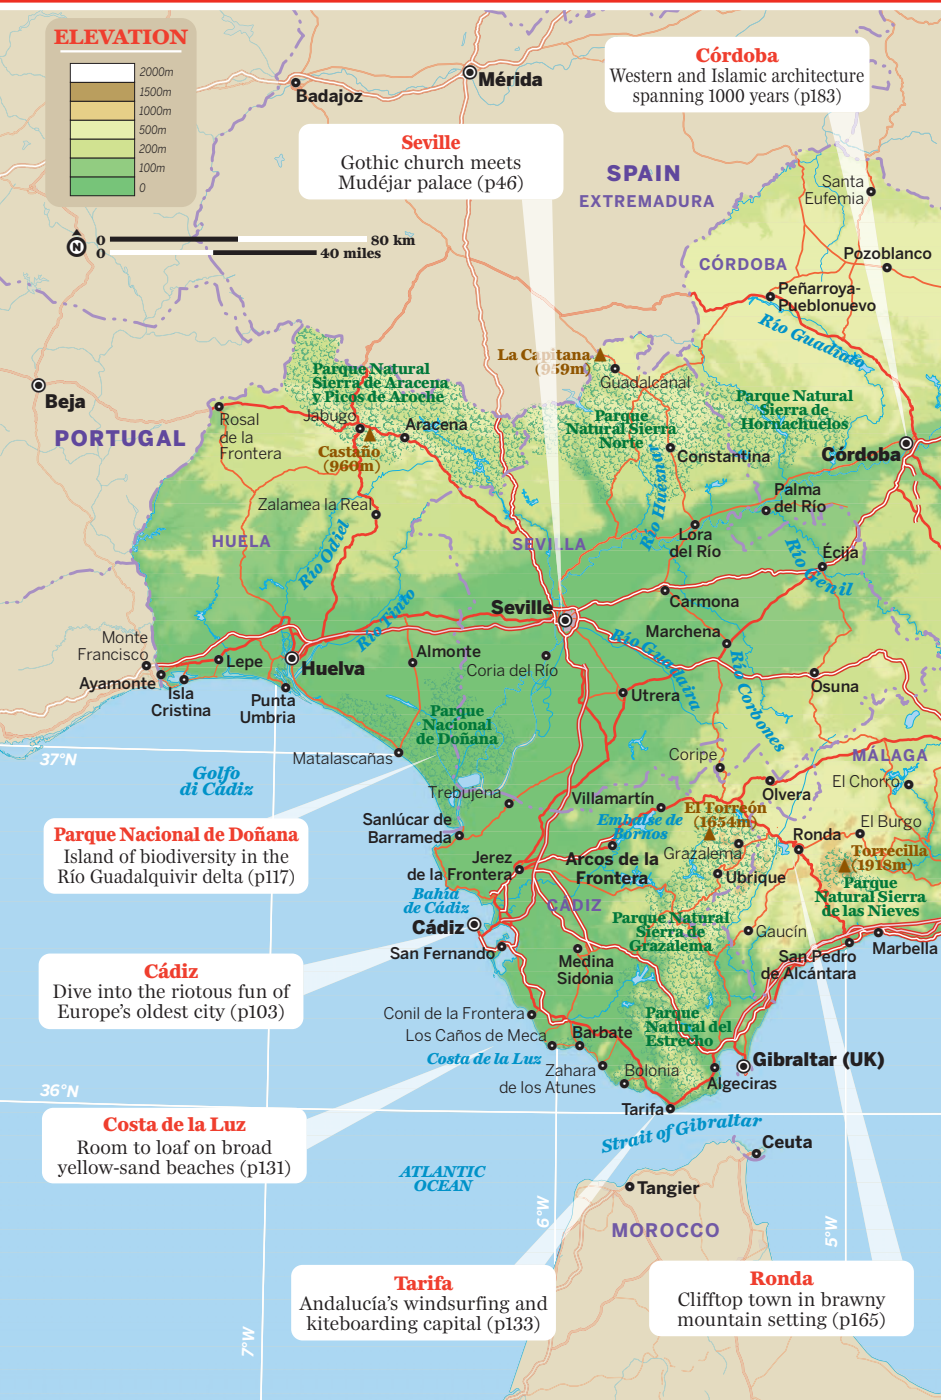 ELEVATION
2000m
1500m
1000m
500m
200m
100m
0
N
0
80 km
0
40 miles
Córdoba
Western and Islamic architecture
spanning 1000 years (p183)
Seville
Gothic church meets
Mudéjar palace (p46)
Mérida
Badajoz
SPAIN
EXTREMADURA
Santa
Eufemia
Pozoblanco
CÓRDOBA
Peñarroya-
Pueblonuevo
Río Guadiato
La Capitana
(959m)
Guadalcanal
Beja
PORTUGAL
Parque Natural
Sierra de Aracena
y Picos de Aroche
Parque Natural
Sierra de
Hornachuelos
Parque
Natural Sierra
Norte
Rosal
de la
Frontera
Jabugo
Aracena
Castaño
(960m)
Constantina
Córdoba
Zalamea la Real
Río Huezna
Palma
del Río
HUELA
Río Odiel
SEVILLA
Lora
del Río
Río Genil
Écija
Río Tinto
Seville
Carmona
Marchena
Río Guadaira
Río Corbones
Monte
Francisco
Ayamonte
Isla
Cristina
Lepe
Huelva
Punta
Umbria
Almonte
Coria del Río
Utrera
Osuna
Parque
Nacional
de Doñana
Matalascañas
Coripe
MÁLAGA
El Chorro
37°N
Golfo
di Cádiz
Trebujena
Villamartín
Olvera
El Torreón
(1654m)
Embalse de
Bornos
Sanlúcar de
Barrameda
Ronda
El Burgo
Parque Nacional de Doñana
Island of biodiversity in the
Río Guadalquivir delta (p117)
Jerez
de la Frontera
Arcos de la
Frontera
Grazalema
Torrecilla
(1918m)
Ubrique
Parque
Natural Sierra
de las Nieves
Bahía
de Cádiz
CÁDIZ
Parque Natural
Sierra de
Grazalema
Gaucín
Cádiz
San Fernando
Medina
Sidonia
San Pedro
de Alcántara
Marbella
Cádiz
Dive into the riotous fun of
Europe's oldest city (p103)
Conil de la Frontera
Los Caños de Meca
Barbate
Parque
Natural del
Estrecho
Costa de la Luz
Zahara
de los Atunes
Bolonia
Gibraltar (UK)
Algeciras
36°N
Tarifa
Costa de la Luz
Room to loaf on broad
yellow-sand beaches (p131)
Strait of Gibraltar
Ceuta
ATLANTIC
OCEAN
Tangier
MOROCCO
6°W
5°W
7°W
Tarifa
Andalucía's windsurfing and
kiteboarding capital (p133)
Ronda
Clifftop town in brawny
mountain setting (p165)